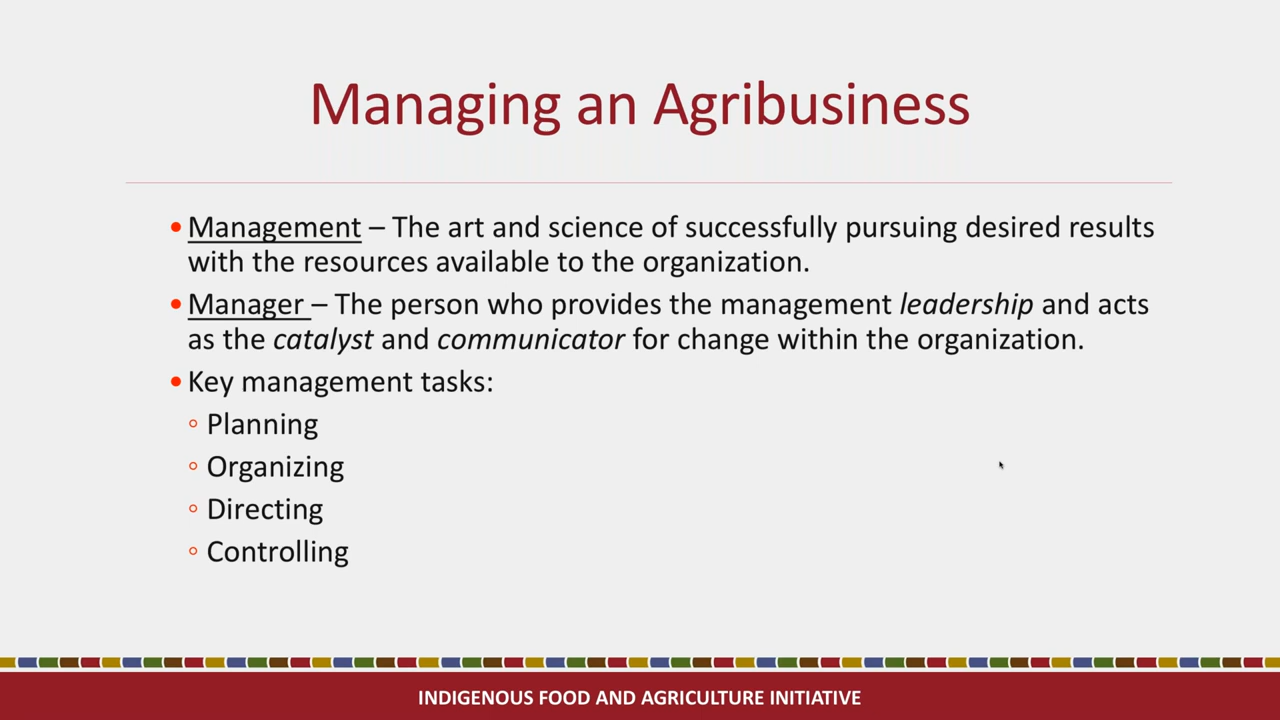 Managing an Agribusiness
• Management – The art and science of successfully pursuing desired results
with the resources available to the organization.
• Manager – The person who provides the management leadership and acts
as the catalyst and communicator for change within the organization.
• Key management tasks:
◦ Planning
◦ Organizing
◦ Directing
◦ Controlling
INDIGENOUS FOOD AND AGRICULTURE INITIATIVE